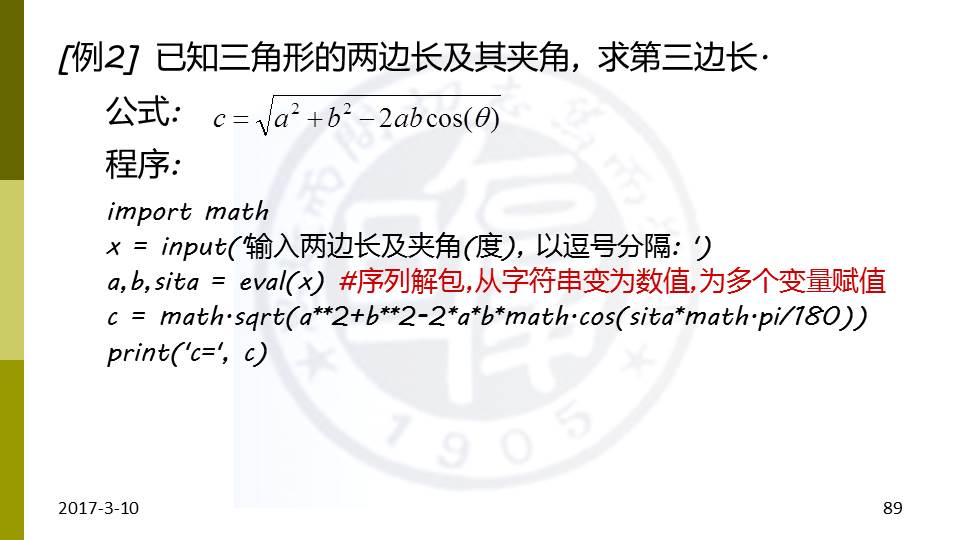 [例2] 已知三角形的两边长及其夹角, 求第三边长.
公式: c = √(a² + b² − 2ab cos(θ))
程序:
import math
x = input('输入两边长及夹角(度), 以逗号分隔: ')
a,b,sita = eval(x) #序列解包,从字符串变为数值,为多个变量赋值
c = math.sqrt(a**2+b**2-2*a*b*math.cos(sita*math.pi/180))
print('c=‘, c)
1905
2017-3-10
89